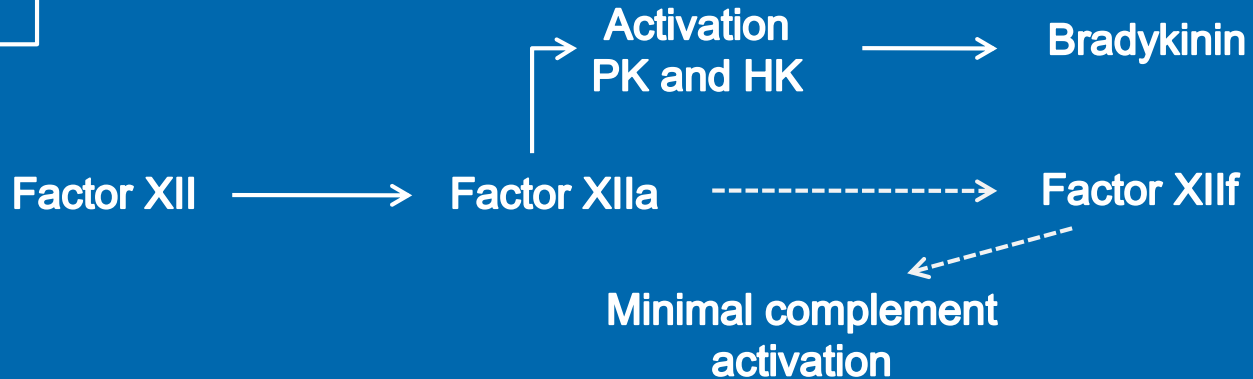 Activation
PK and HK
Bradykinin
Factor XII
Factor XIIa
Factor XIIf
Minimal complement
activation